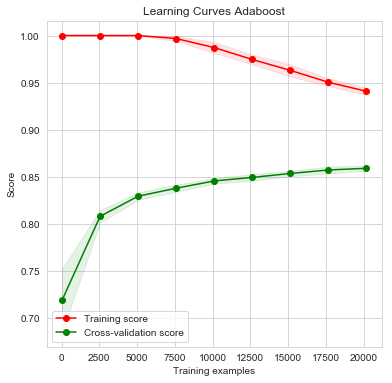 Learning Curves Adaboost
1.00
0.95
0.90
0.85
0.80
0.75
0.70
Score
Training score
Cross-validation score
0 2500 5000 7500 10000 12500 15000 17500 20000
Training examples